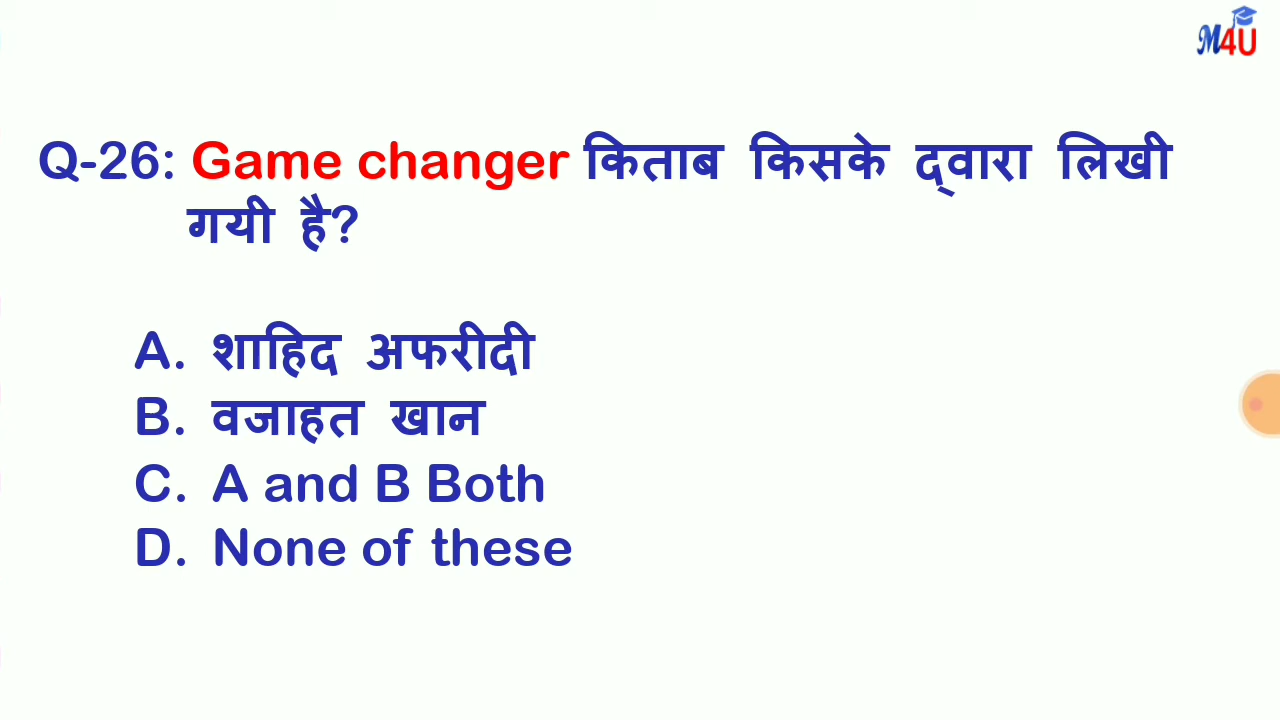 M4U
Q-26: Game changer किताब किसके द्वारा लिखी
गयी है?
A. शाहिद अफरीदी
B. वजाहत खान
C. A and B Both
D. None of these